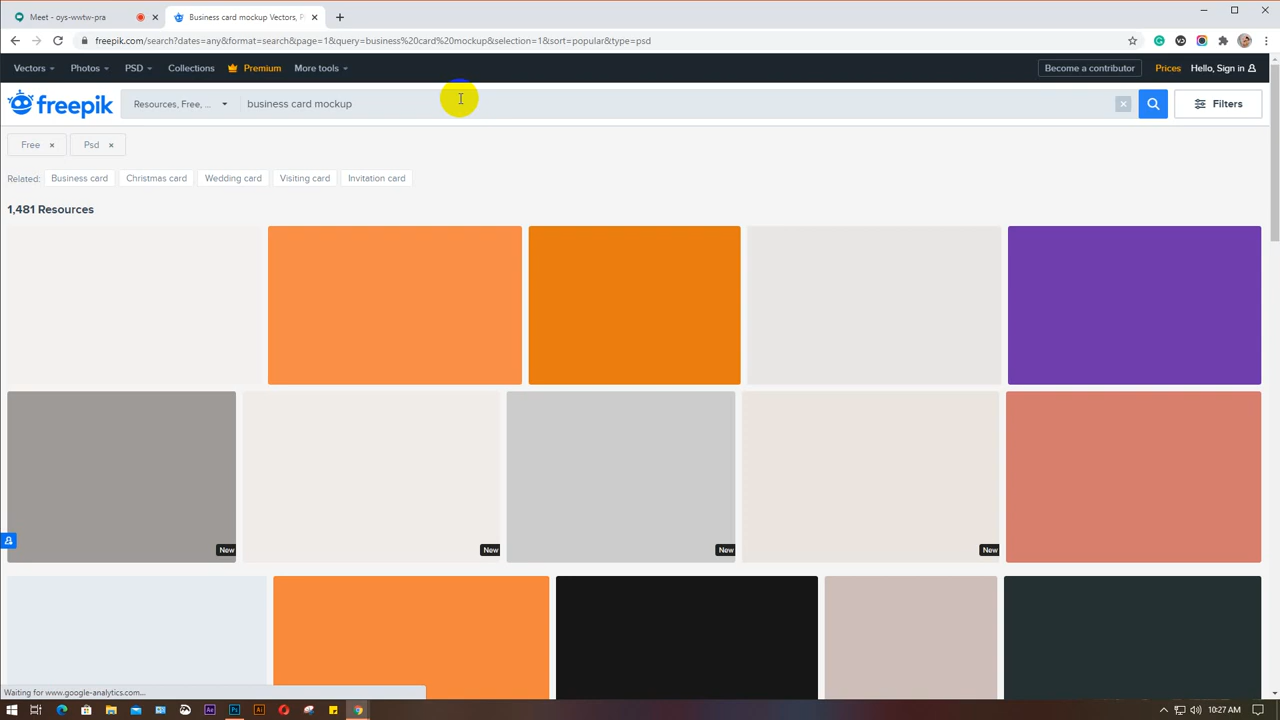 Meet - oys-wwtw-pra
Business card mockup Vectors, P
freepik.com/search?dates=any&format=search&page=1&query=business%20card%20mockup&selection=1&sort=popular&type=psd
Vectors Photos PSD Collections Premium More tools Become a contributor Prices Hello, Sign in
freepik Resources, Free, ... business card mockup Filters
Free × Psd ×
Related: Business card Christmas card Wedding card Visiting card Invitation card
1,481 Resources
New New New New
Waiting for www.google-analytics.com...
10:27 AM